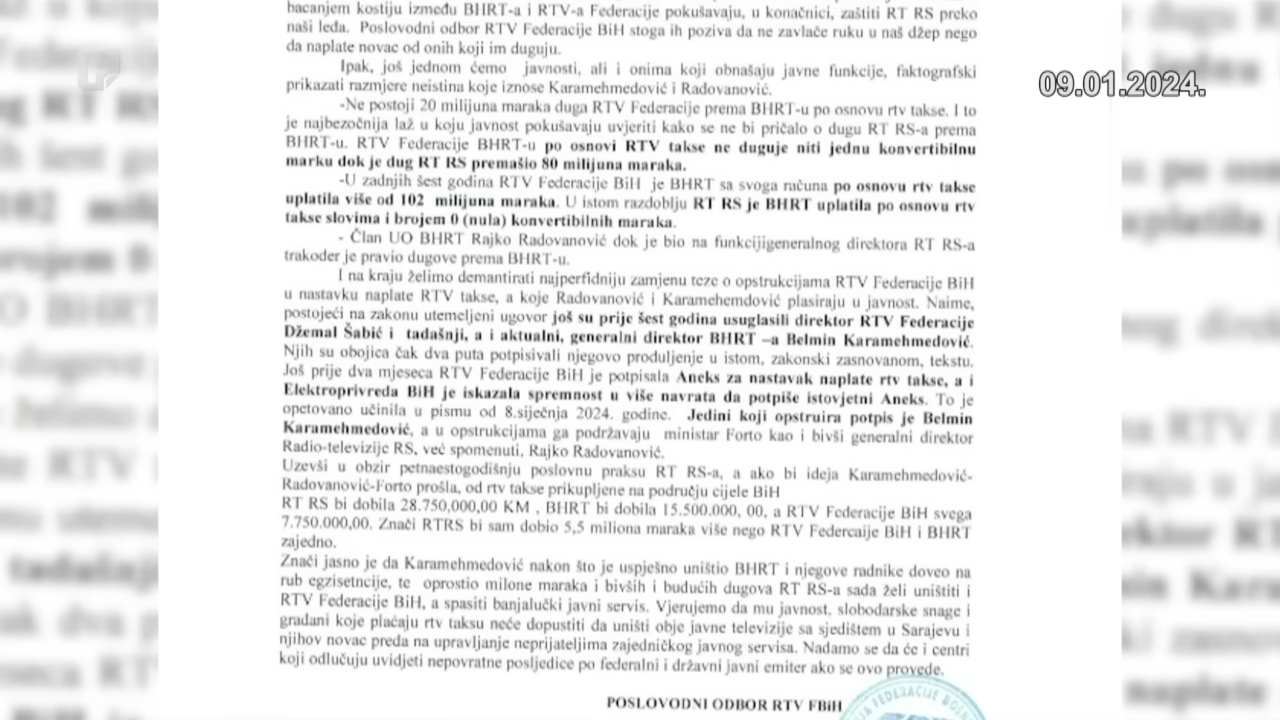 bacanjem kostiju između BHRT-a i RTV-a Federacije pokušavaju, u konačnici, zaštiti RT RS preko
naši leđa. Poslovodni odbor RTV Federacije BiH stoga ih poziva da ne zavlače ruku u naš džep nego
da naplate novac od onih koji im duguju.
Ipak, još jednom ćemo javnosti, ali i onima koji obnašaju javne funkcije, faktografski
prikazati razmjere neistina koje iznose Karamehmedović i Radovanović.
09.01.2024.
-Ne postoji 20 milijuna maraka duga RTV Federacije prema BHRT-u po osnovu rtv takse. I to
je najbezočnija laž u koju javnost pokušavaju uvjeriti kako se ne bi pričalo o dugu RT RS-a prema
BHRT-u. RTV Federacije BHRT-u po osnovi RTV takse ne duguje niti jednu konvertibilnu
marku dok je dug RT RS premašio 80 milijuna maraka.
-U zadnjih šest godina RTV Federacije BiH je BHRT sa svoga računa po osnovu rtv takse
uplatila više od 102 milijuna maraka. U istom razdoblju RT RS je BHRT uplatila po osnovu rtv
takse slovima i brojem 0 (nula) konvertibilnih maraka.
- Član UO BHRT Rajko Radovanović dok je bio na funkcijigeneralnog direktora RT RS-a
također je pravio dugove prema BHRT-u.
I na kraju želimo demantirati najperfidniju zamjenu teze o opstrukcijama RTV Federacije BiH
u nastavku naplate RTV takse, a koje Radovanović i Karamehemdović plasiraju u javnost. Naime,
postojeći na zakonu utemeljeni ugovor još su prije šest godina usuglasili direktor RTV Federacije
Džemal Šabić i tadašnji, a i aktualni, generalni direktor BHRT –a Belmin Karamehmedović.
Njih su obojica čak dva puta potpisivali njegovo produljenje u istom, zakonski zasnovanom, tekstu.
Još prije dva mjeseca RTV Federacije BiH je potpisala Aneks za nastavak naplate rtv takse, a i
Elektroprivreda BiH je iskazala spremnost u više navrata da potpiše istovjetni Aneks. To je
opetovano učinila u pismu od 8.siječnja 2024. godine. Jedini koji opstruira potpis je Belmin
Karamehmedović, a u opstrukcijama ga podržavaju ministar Forto kao i bivši generalni direktor
Radio-televizije RS, već spomenuti, Rajko Radovanović.
Uzevši u obzir petnaestogodišnju poslovnu praksu RT RS-a, a ako bi ideja Karamehmedović-
Radovanović-Forto prošla, od rtv takse prikupljene na području cijele BiH
RT RS bi dobila 28.750,000,00 KM , BHRT bi dobila 15.500.000, 00, a RTV Federacije BiH svega
7.750.000,00. Znači RTRS bi sam dobio 5,5 miliona maraka više nego RTV Federcaije BiH i BHRT
zajedno.
Znači jasno je da Karamehmedović nakon što je uspješno uništio BHRT i njegove radnike doveo na
rub egzisetncije, te oprostio milone maraka i bivših i budućih dugova RT RS-a sada želi uništiti i
RTV Federacije BiH, a spasiti banjalučki javni servis. Vjerujemo da mu javnost, slobodarske snage i
građani koje plaćaju rtv taksu neće dopustiti da uništi obje javne televizije sa sjedištem u Sarajevu i
njihov novac preda na upravljanje neprijateljima zajedničkog javnog servisa. Nadamo se da će i centri
koji odlučuju uvidjeti nepovratne posljedice po federalni i državni javni emiter ako se ovo provede.
POSLOVODNI ODBOR RTV FBiH